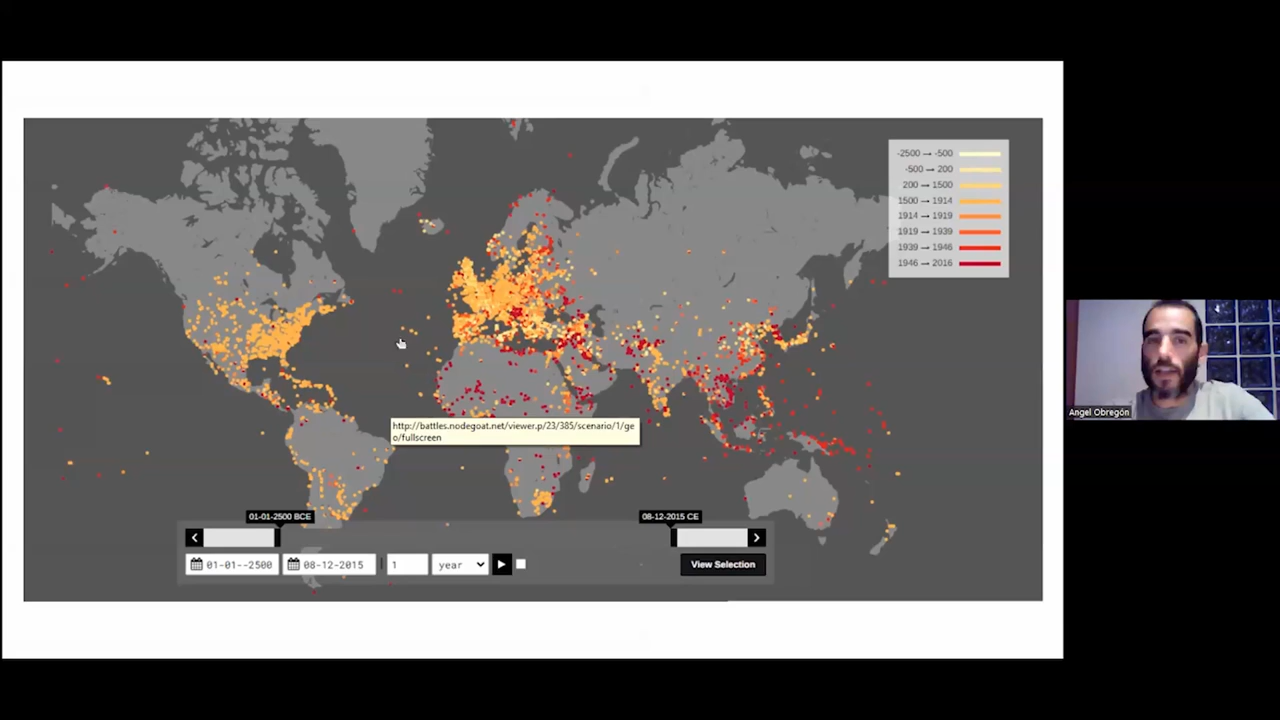 -2500 → -500
-500 → 200
200 → 1500
1500 → 1914
1914 → 1919
1919 → 1939
1939 → 1946
1946 → 2016
Angel Obregón
http://battles.nodegoat.net/viewer.p/23/385/scenario/1/ge
o/fullscreen
01-01-2500 BCE
08-12-2015 CE
01-01--2500
08-12-2015
1
year
View Selection